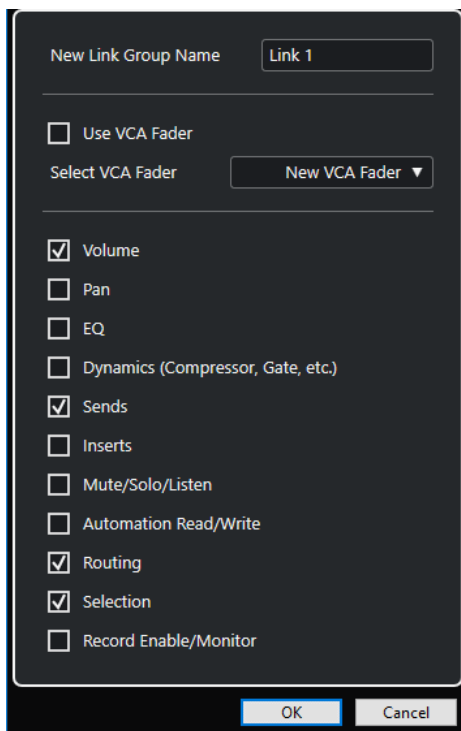 New Link Group Name Link 1
Use VCA Fader
Select VCA Fader New VCA Fader
Volume
Pan
EQ
Dynamics (Compressor, Gate, etc.)
Sends
Inserts
Mute/Solo/Listen
Automation Read/Write
Routing
Selection
Record Enable/Monitor
OK Cancel